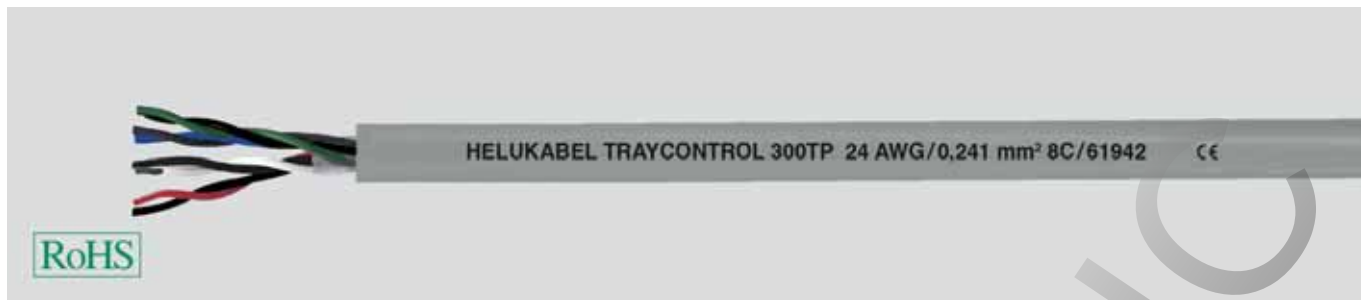 HELUKABEL TRAYCONTROL 300TP 24 AWG/0,241 mm² 8C/61942 CE
RoHS